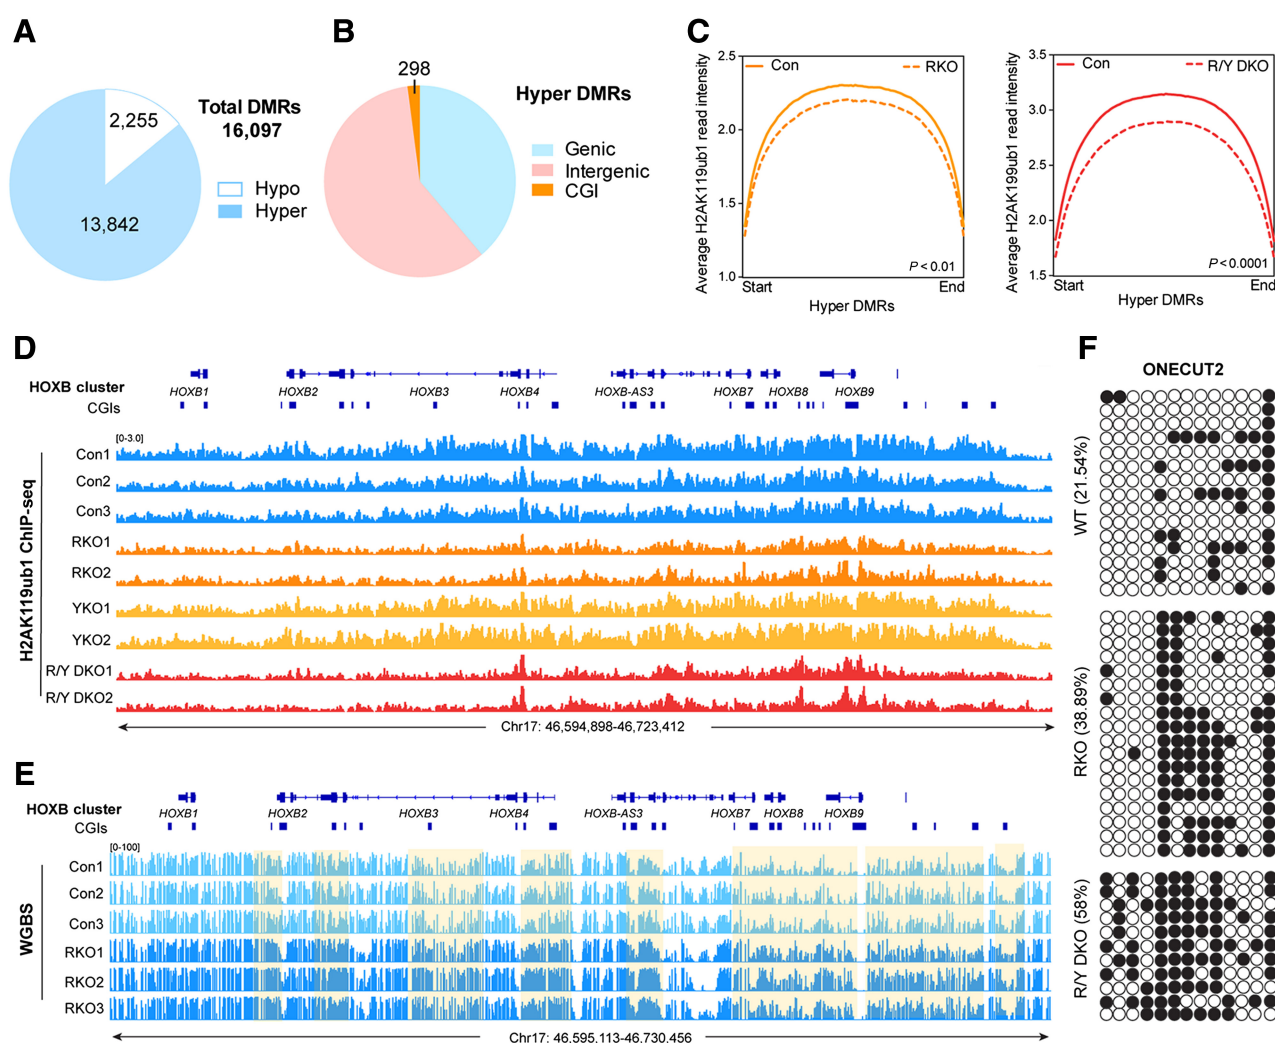 A
2,255
13,842
Total DMRs
16,097
Hypo
Hyper
B
298
Hyper DMRs
Genic
Intergenic
CGI
C
Average H2AK119ub1 read intensity
2.5
2.0
1.5
1.0
Con
RKO
P < 0.01
Start
End
Hyper DMRs
Average H2AK199ub1 read intensity
3.5
3.0
2.5
2.0
1.5
Con
R/Y DKO
P < 0.0001
Start
End
Hyper DMRs
D
HOXB cluster
HOXB1 HOXB2 HOXB3 HOXB4 HOXB-AS3 HOXB7 HOXB8 HOXB9
CGIs
H2AK119ub1 ChIP-seq
[0-3.0]
Con1
Con2
Con3
RKO1
RKO2
YKO1
YKO2
R/Y DKO1
R/Y DKO2
Chr17: 46,594,898-46,723,412
E
HOXB cluster
HOXB1 HOXB2 HOXB3 HOXB4 HOXB-AS3 HOXB7 HOXB8 HOXB9
CGIs
WGBS
[0-100]
Con1
Con2
Con3
RKO1
RKO2
RKO3
Chr17: 46.595.113-46.730.456
F
ONECUT2
WT (21.54%)
RKO (38.89%)
R/Y DKO (58%)